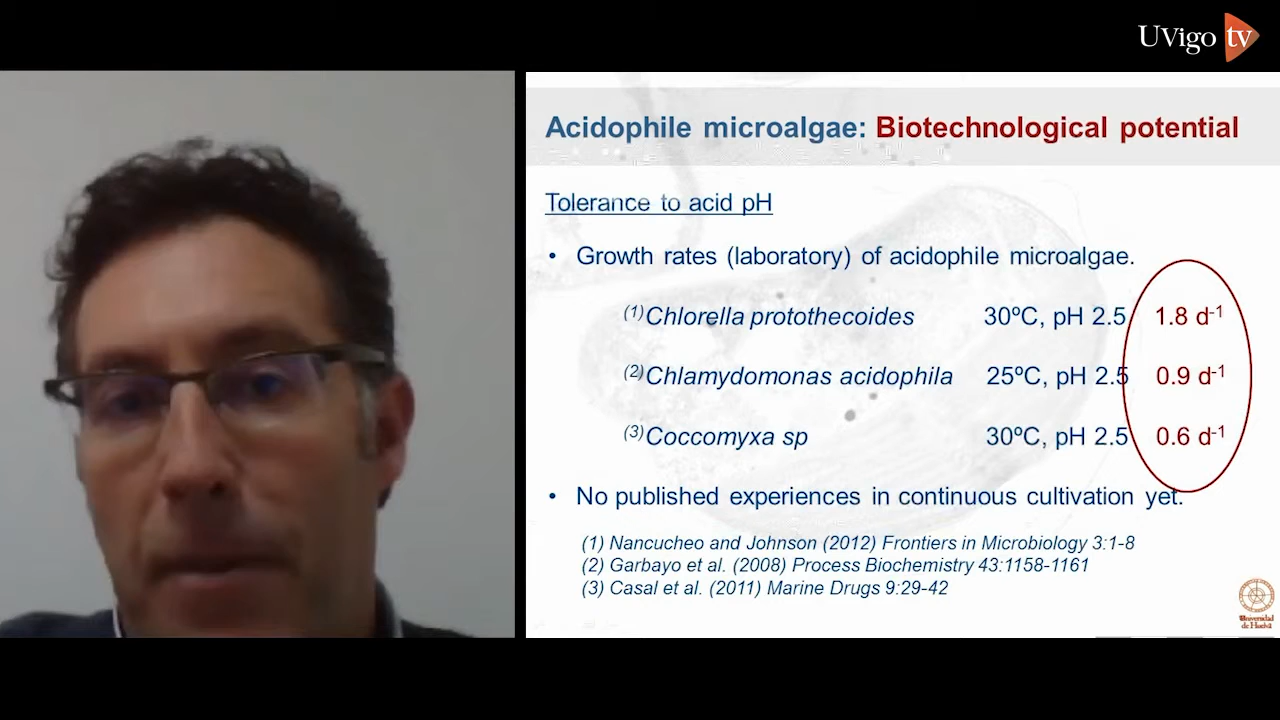 UVigo tv
Acidophile microalgae: Biotechnological potential
Tolerance to acid pH
• Growth rates (laboratory) of acidophile microalgae.
(1)Chlorella protothecoides 30ºC, pH 2.5 1.8 d-1
(2)Chlamydomonas acidophila 25ºC, pH 2.5 0.9 d-1
(3)Coccomyxa sp 30ºC, pH 2.5 0.6 d-1
• No published experiences in continuous cultivation yet.
(1) Nancucheo and Johnson (2012) Frontiers in Microbiology 3:1-8
(2) Garbayo et al. (2008) Process Biochemistry 43:1158-1161
(3) Casal et al. (2011) Marine Drugs 9:29-42
Universidad
de Huelva